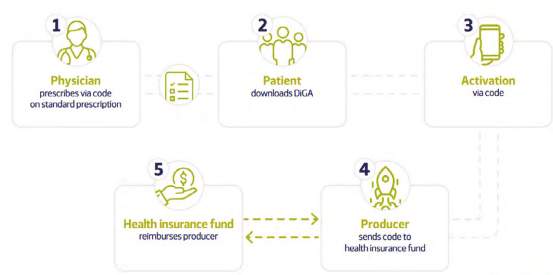 1
Physician
prescribes via code
on standard prescription
2
Patient
downloads DiGA
3
Activation
via code
5
Health insurance fund
reimburses producer
4
Producer
sends code to
health insurance fund